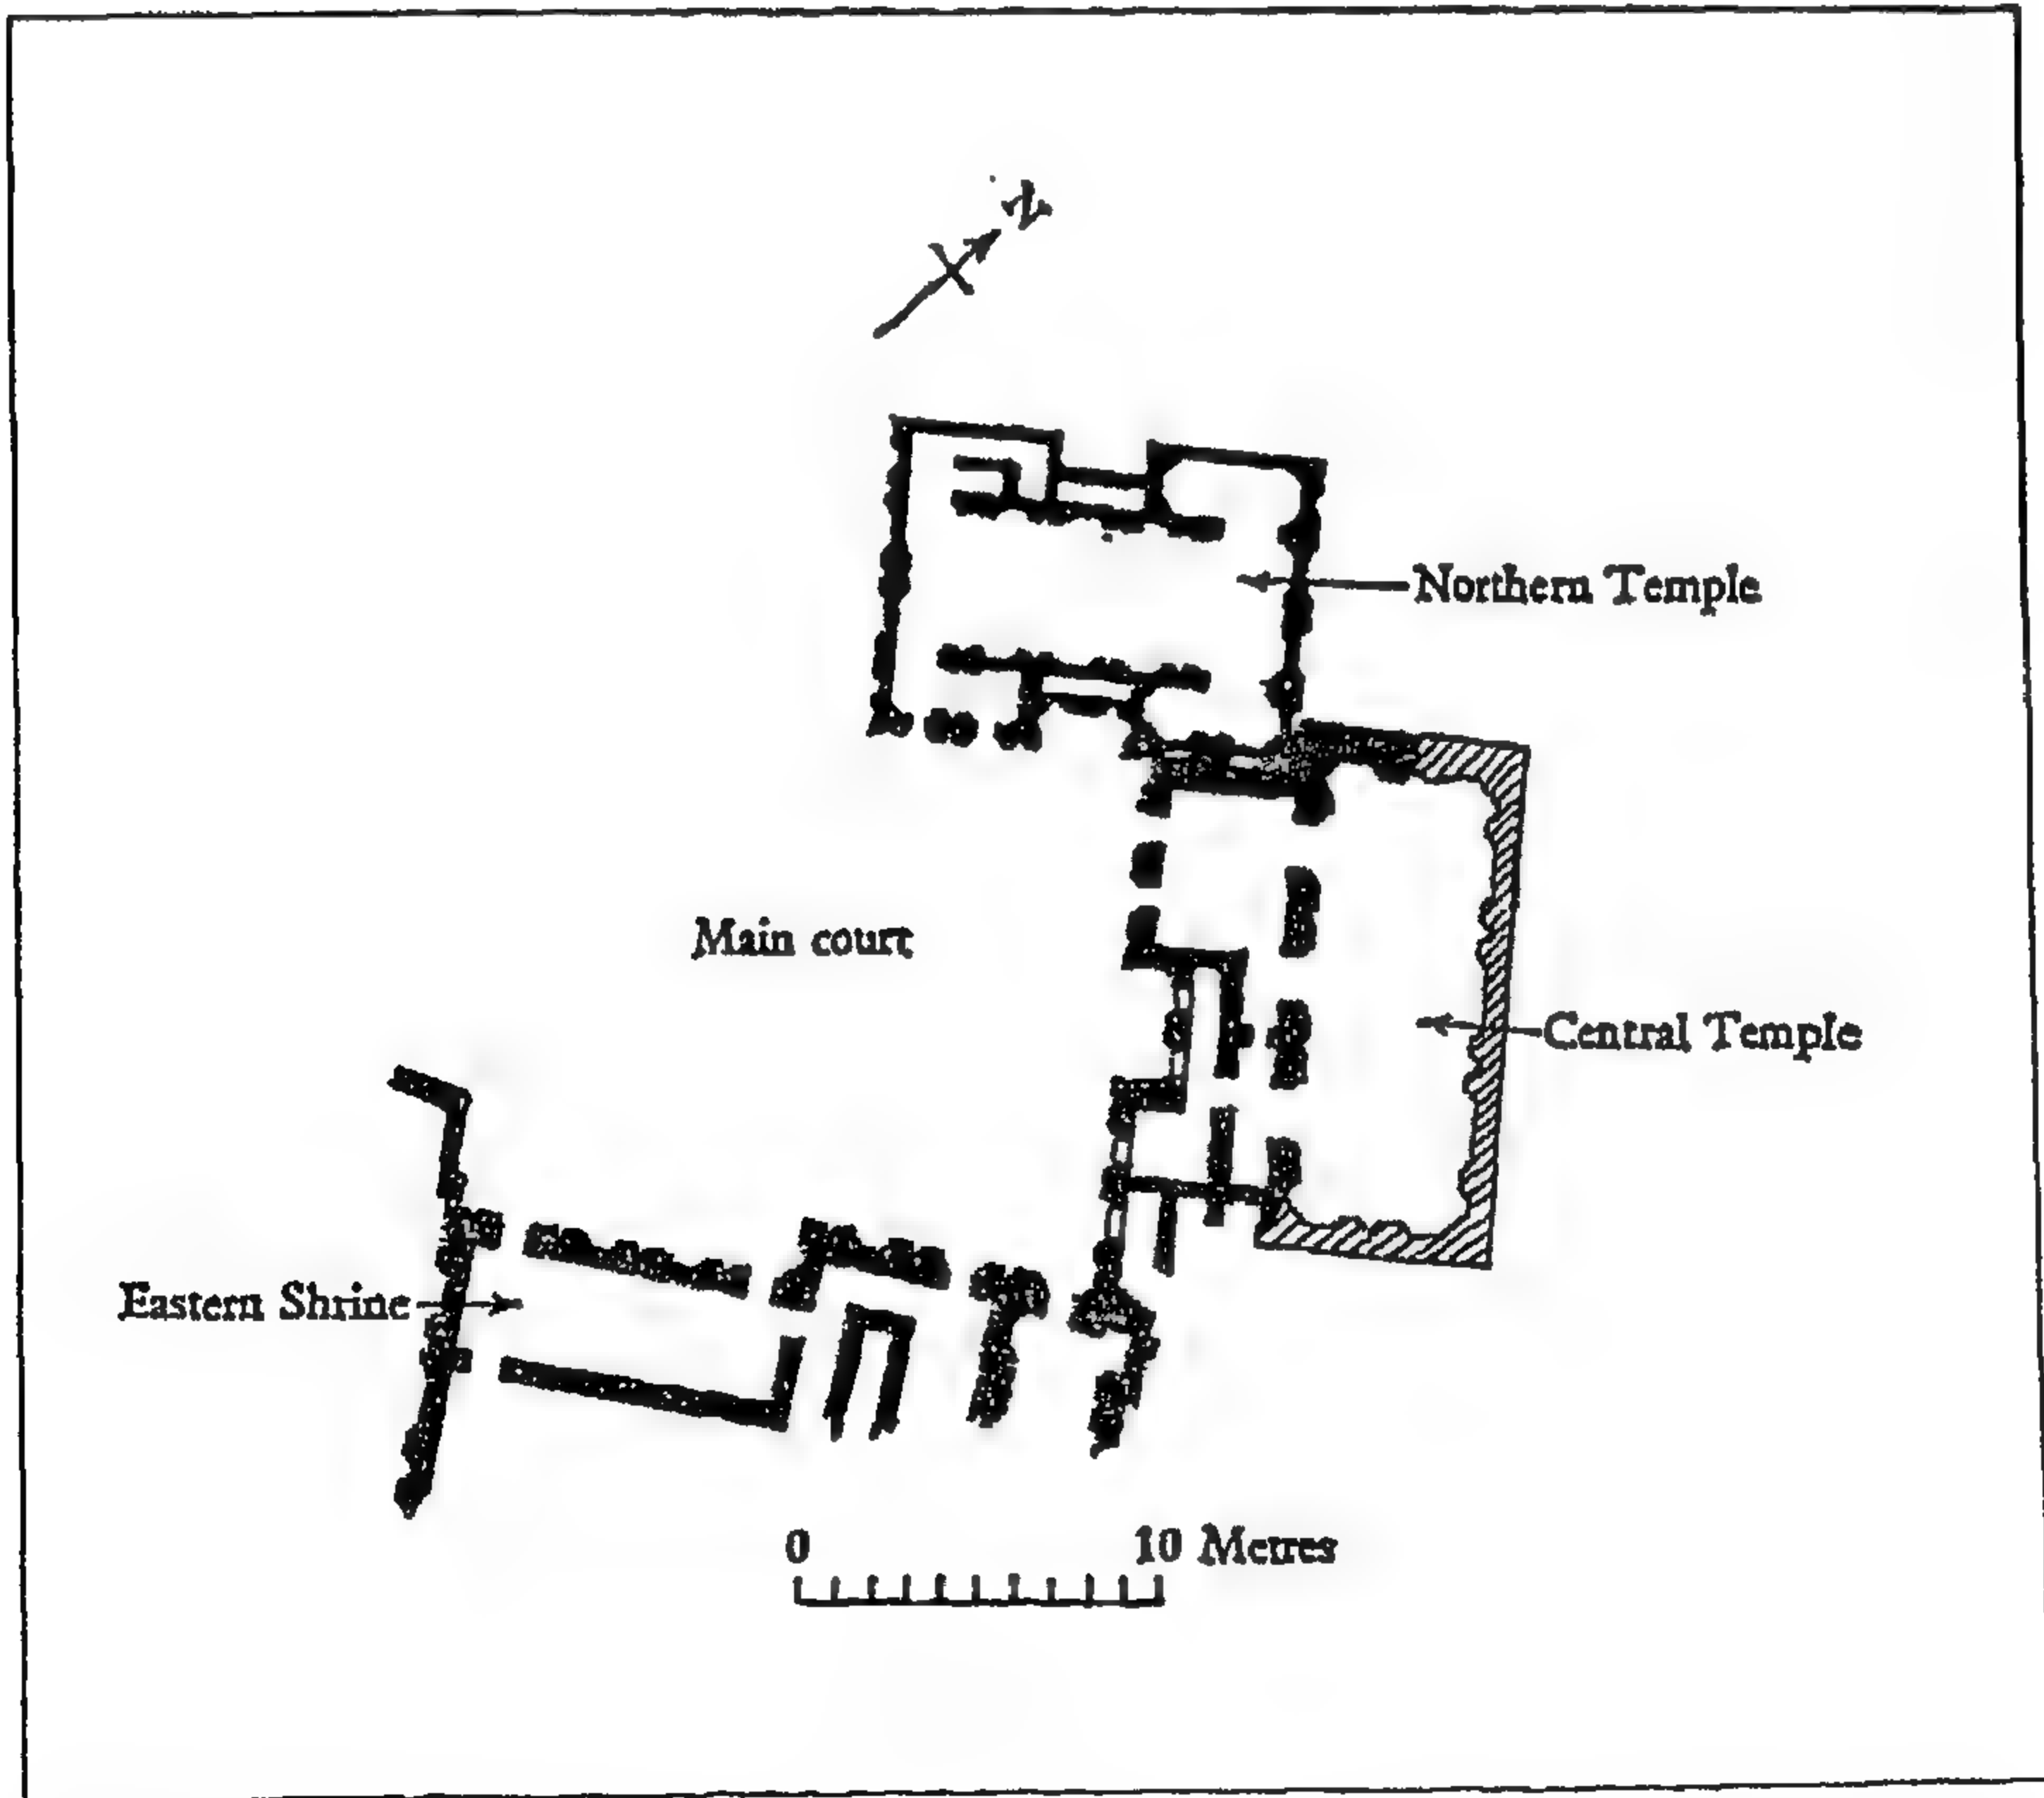 N
Northern Temple
Main court
Central Temple
Eastern Shrine
0 10 Metres